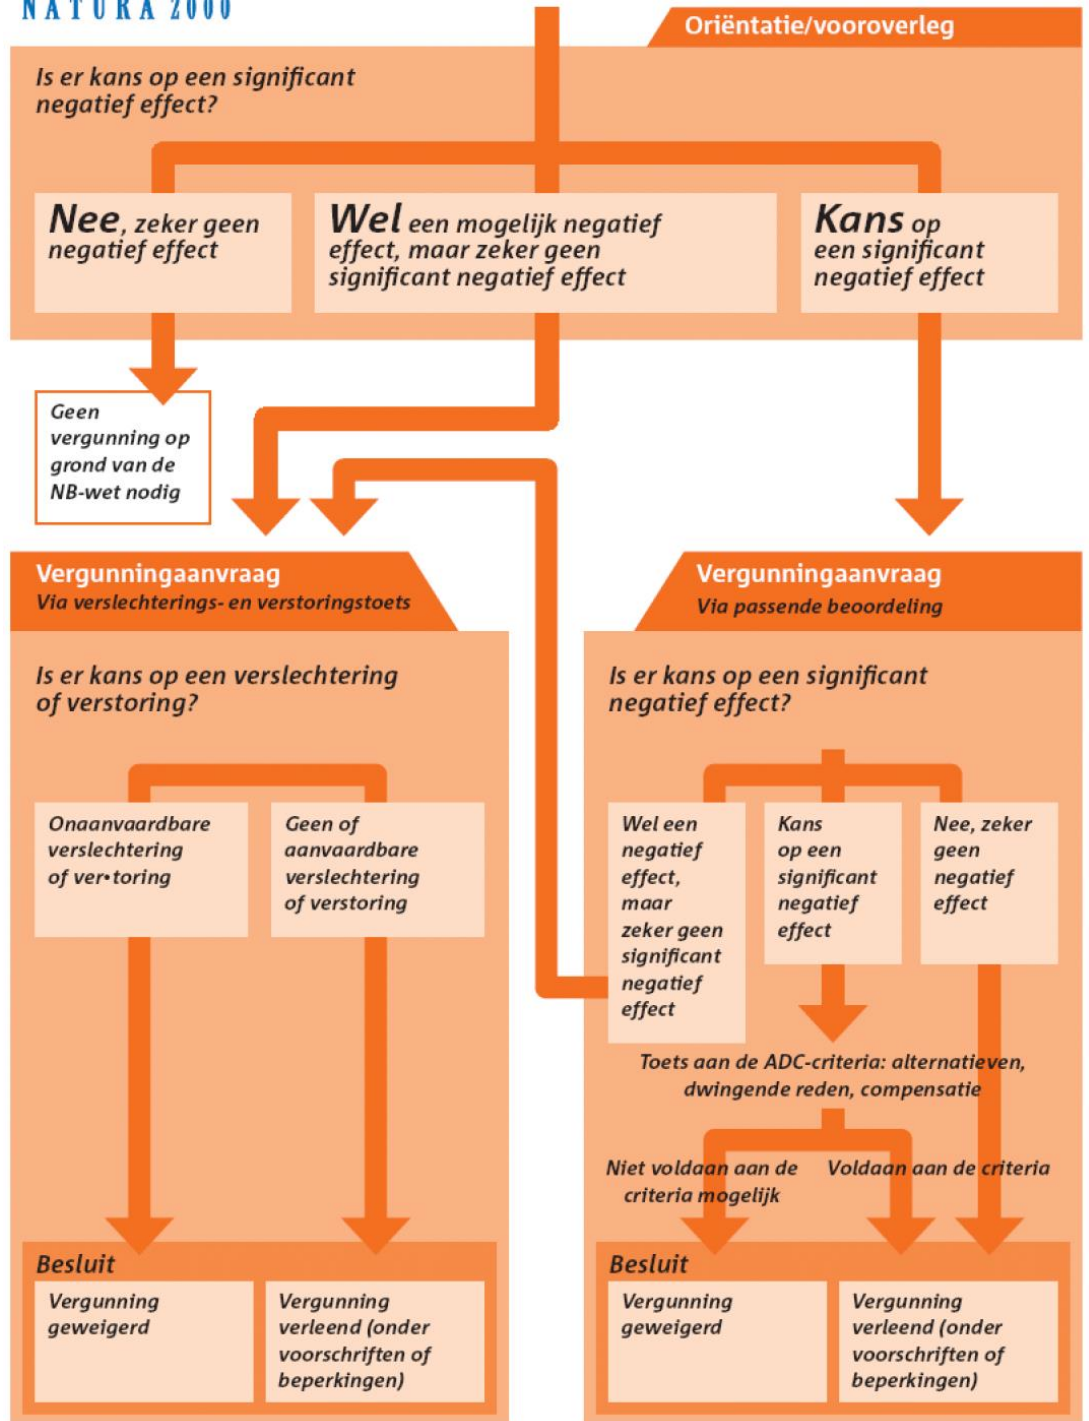 NATURA 2000
Oriëntatie/vooroverleg
Is er kans op een significant
negatief effect?
Nee, zeker geen
negatief effect
Wel een mogelijk negatief
effect, maar zeker geen
significant negatief effect
Kans op
een significant
negatief effect
Geen
vergunning op
grond van de
NB-wet nodig
Vergunningaanvraag
Via verslechterings- en verstoringstoets
Is er kans op een verslechtering
of verstoring?
Onaanvaardbare
verslechtering
of ver•toring
Geen of
aanvaardbare
verslechtering
of verstoring
Besluit
Vergunning
geweigerd
Vergunning
verleend (onder
voorschriften of
beperkingen)
Vergunningaanvraag
Via passende beoordeling
Is er kans op een significant
negatief effect?
Wel een
negatief
effect,
maar
zeker geen
significant
negatief
effect
Kans
op een
significant
negatief
effect
Nee, zeker
geen
negatief
effect
Toets aan de ADC-criteria: alternatieven,
dwingende reden, compensatie
Niet voldaan aan de
criteria mogelijk
Voldaan aan de criteria
Besluit
Vergunning
geweigerd
Vergunning
verleend (onder
voorschriften of
beperkingen)